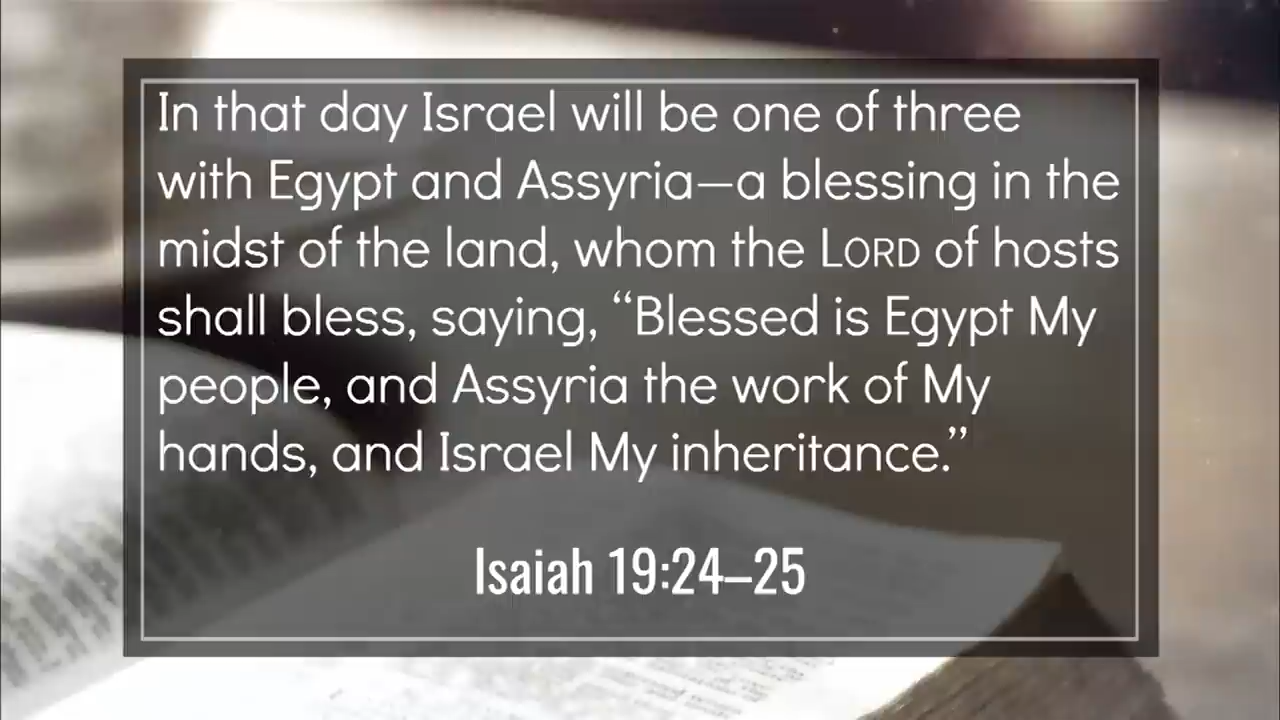 In that day Israel will be one of three
with Egypt and Assyria—a blessing in the
midst of the land, whom the LORD of hosts
shall bless, saying, “Blessed is Egypt My
people, and Assyria the work of My
hands, and Israel My inheritance.”
Isaiah 19:24–25